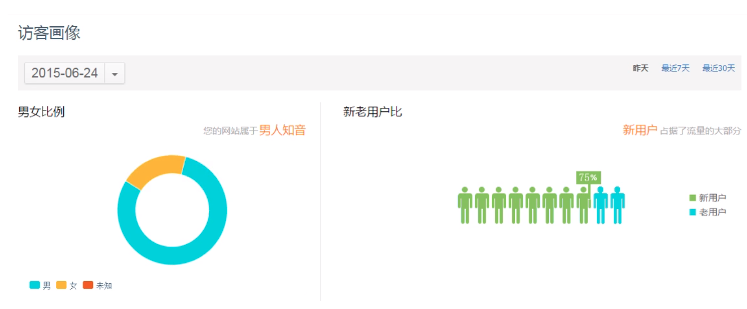 访客画像
2015-06-24
昨天 最近7天 最近30天
男女比例
您的网站属于男人知音
男 女 未知
新老用户比
新用户 占据了流量的大部分
75%
新用户
老用户